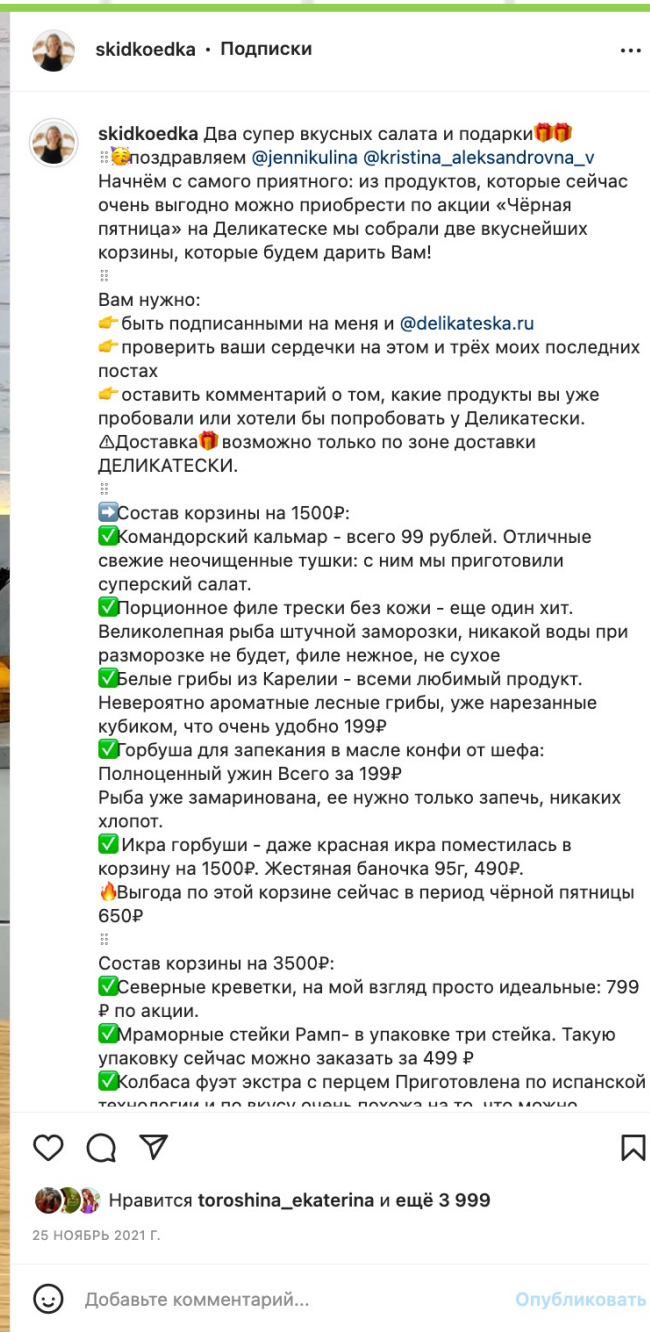 skidkoedka • Подписки
skidkoedka Два супер вкусных салата и подарки🎁🎁
⠿🥳поздравляем @jennikulina @kristina_aleksandrovna_v
Начнём с самого приятного: из продуктов, которые сейчас
очень выгодно можно приобрести по акции «Чёрная
пятница» на Деликатеске мы собрали две вкуснейших
корзины, которые будем дарить Вам!
⠿
Вам нужно:
👉быть подписанными на меня и @delikateska.ru
👉проверить ваши сердечки на этом и трёх моих последних
постах
👉оставить комментарий о том, какие продукты вы уже
пробовали или хотели бы попробовать у Деликатески.
⚠Доставка🎁возможно только по зоне доставки
ДЕЛИКАТЕСКИ.
⠿
➡️Состав корзины на 1500₽:
✅Командорский кальмар - всего 99 рублей. Отличные
свежие неочищенные тушки: с ним мы приготовили
суперский салат.
✅Порционное филе трески без кожи - еще один хит.
Великолепная рыба штучной заморозки, никакой воды при
разморозке не будет, филе нежное, не сухое
✅Белые грибы из Карелии - всеми любимый продукт.
Невероятно ароматные лесные грибы, уже нарезанные
кубиком, что очень удобно 199₽
✅Горбуша для запекания в масле конфи от шефа:
Полноценный ужин Всего за 199₽
Рыба уже замаринована, ее нужно только запечь, никаких
хлопот.
✅Икра горбуши - даже красная икра поместилась в
корзину на 1500₽. Жестяная баночка 95г, 490₽.
🔥Выгода по этой корзине сейчас в период чёрной пятницы
650₽
⠿
Состав корзины на 3500₽:
✅Северные креветки, на мой взгляд просто идеальные: 799
₽ по акции.
✅Мраморные стейки Рамп- в упаковке три стейка. Такую
упаковку сейчас можно заказать за 499 ₽
✅Колбаса фуэт экстра с перцем Приготовлена по испанской
технологии и по вкусу очень похожа на то, что можно
Нравится toroshina_ekaterina и ещё 3 999
25 НОЯБРЬ 2021 Г.
Добавьте комментарий...
Опубликовать